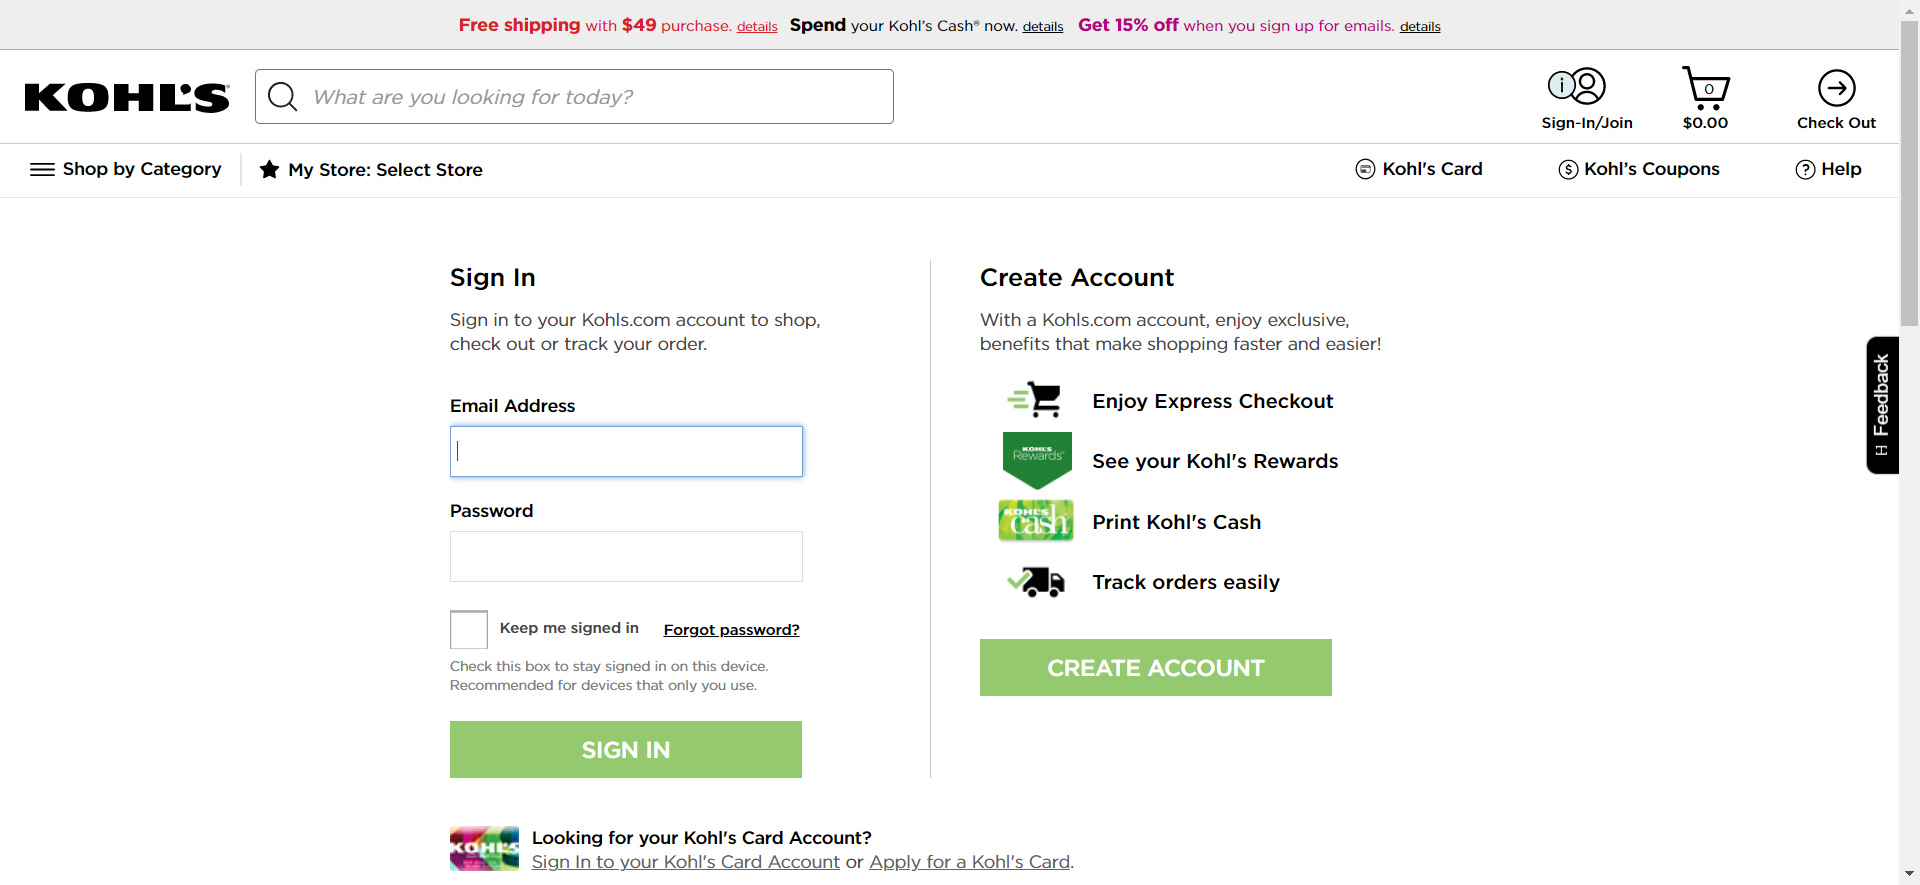 Free shipping with $49 purchase. details Spend your Kohl's Cash® now. details Get 15% off when you sign up for emails. details
KOHL'S
What are you looking for today?
i
Sign-In/Join
0
$0.00
Check Out
Shop by Category
My Store: Select Store
Kohl's Card
$ Kohl's Coupons
? Help
Sign In
Sign in to your Kohls.com account to shop,
check out or track your order.
Email Address
Password
Keep me signed in
Forgot password?
Check this box to stay signed in on this device.
Recommended for devices that only you use.
SIGN IN
Create Account
With a Kohls.com account, enjoy exclusive,
benefits that make shopping faster and easier!
Enjoy Express Checkout
KOHL'S
Rewards
See your Kohl's Rewards
KOHL'S
cash
Print Kohl's Cash
Track orders easily
CREATE ACCOUNT
Feedback
KOHL'S
Looking for your Kohl's Card Account?
Sign In to your Kohl's Card Account or Apply for a Kohl's Card.